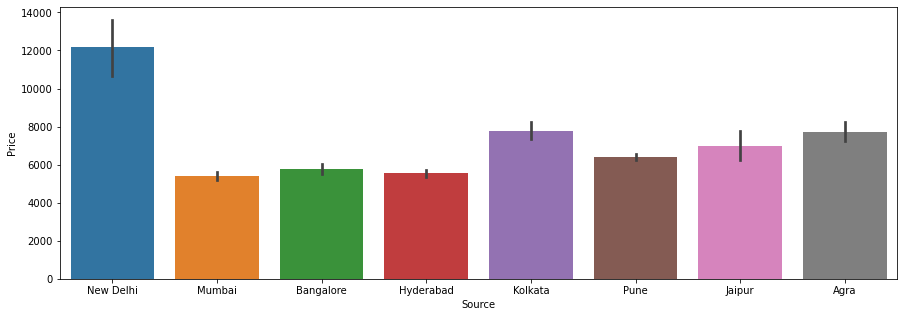 14000
12000
10000
8000
6000
4000
2000
0
Price
New Delhi Mumbai Bangalore Hyderabad Kolkata Pune Jaipur Agra
Source